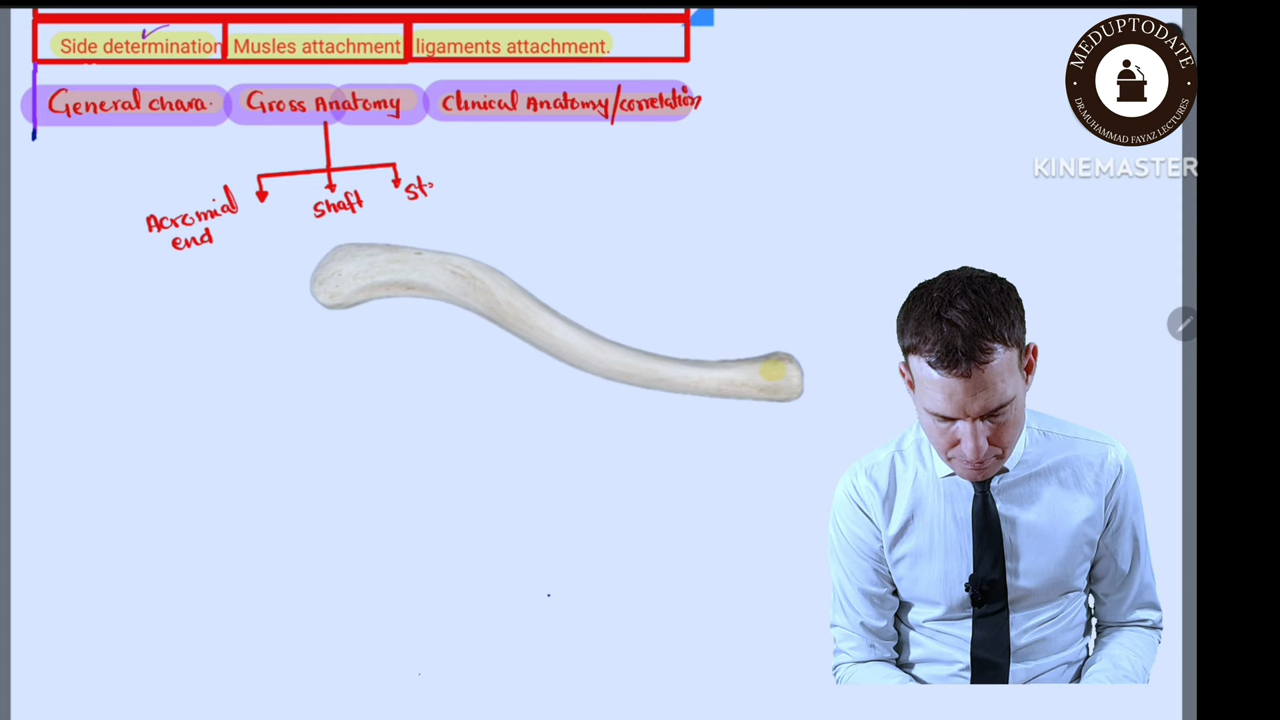 Side determination Musles attachment ligaments attachment.
General chara. Gross Anatomy Clinical Anatomy/correlation
Acromial end
Shaft
St.
MEDUPTODATE
DR.MUHAMMAD FAYAZ LECTURES
KINEMASTER